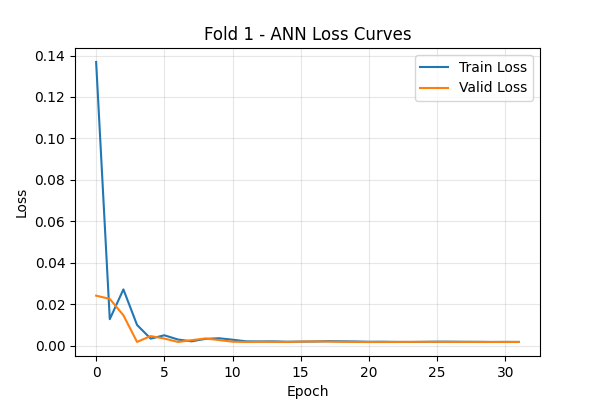 Fold 1 - ANN Loss Curves
Train Loss
Valid Loss
0.14
0.12
0.10
0.08
0.06
0.04
0.02
0.00
Loss
0 5 10 15 20 25 30
Epoch